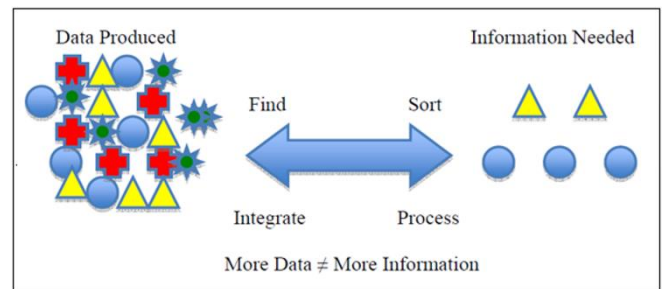 Data Produced
Information Needed
Find
Sort
Integrate
Process
More Data ≠ More Information